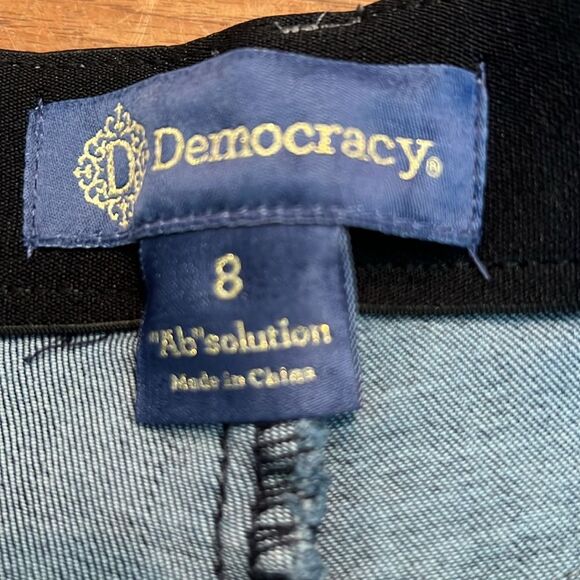 D Democracy®
8
"Ab"solution
Made in China